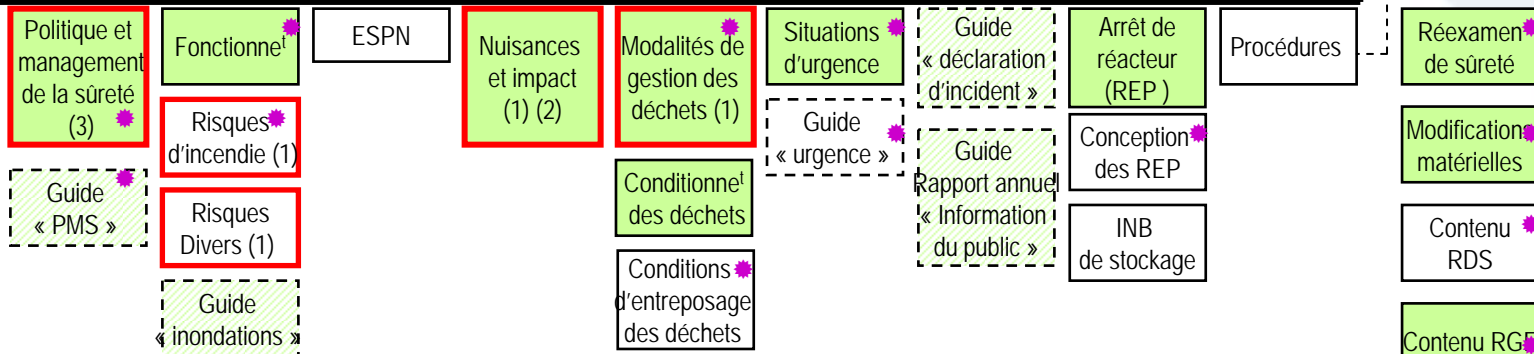 Politique et
management
de la sûreté
(3)
Guide
« PMS »
Fonctionneᵗ
Risques
d'incendie (1)
Risques
Divers (1)
Guide
« inondations »
ESPN
Nuisances
et impact
(1) (2)
Modalités de
gestion des
déchets (1)
Conditionneᵗ
des déchets
Conditions
d'entreposage
des déchets
Situations
d'urgence
Guide
« urgence »
Guide
« déclaration
d'incident »
Guide
Rapport annuel
« Information
du public »
Arrêt de
réacteur
(REP )
Conception
des REP
INB
de stockage
Procédures
Réexamen
de sûreté
Modifications
matérielles
Contenu
RDS
Contenu RGE